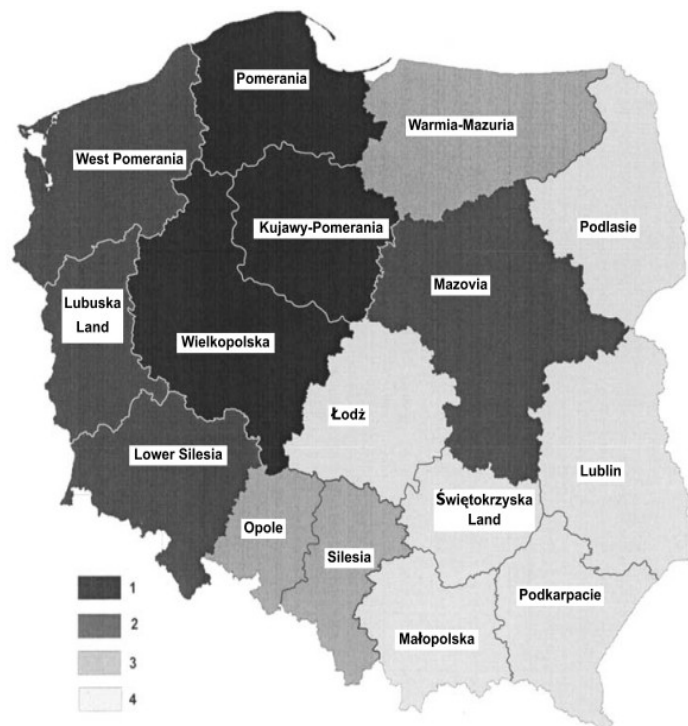 Pomerania
Warmia-Mazuria
West Pomerania
Kujawy-Pomerania
Podlasie
Mazovia
Lubuska
Land
Wielkopolska
Łodż
Lower Silesia
Lublin
Świętokrzyska
Land
Opole
Silesia
Podkarpacie
Małopolska
1
2
3
4